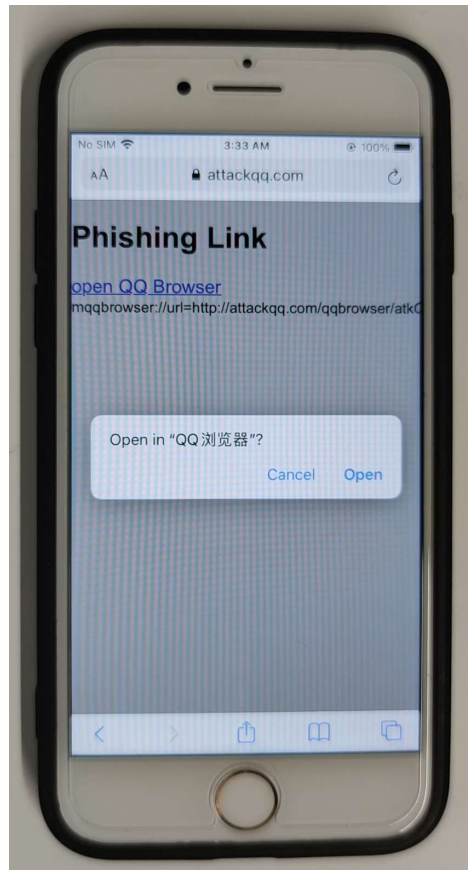 No SIM 3:33 AM 100%
AA attackqq.com
Phishing Link
open QQ Browser
mqqbrowser://url=http://attackqq.com/qqbrowser/atk
Open in “QQ浏览器”?
Cancel Open